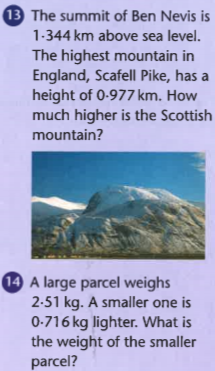 13 The summit of Ben Nevis is
1·344 km above sea level.
The highest mountain in
England, Scafell Pike, has a
height of 0·977 km. How
much higher is the Scottish
mountain?
14 A large parcel weighs
2·51 kg. A smaller one is
0·716 kg lighter. What is
the weight of the smaller
parcel?